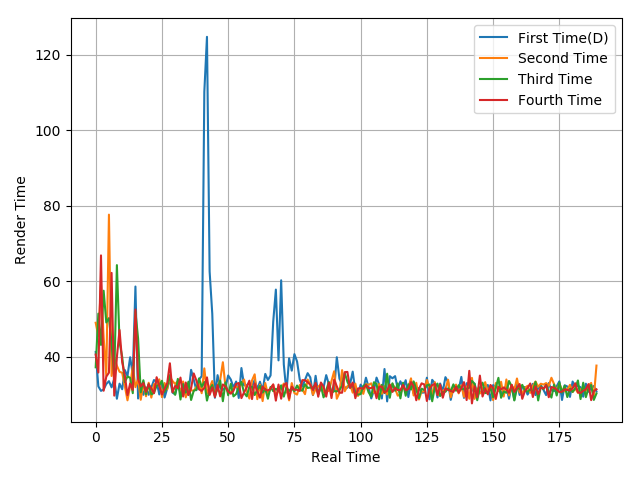 First Time(D)
Second Time
Third Time
Fourth Time
120
100
80
60
40
Render Time
0
25
50
75
100
125
150
175
Real Time